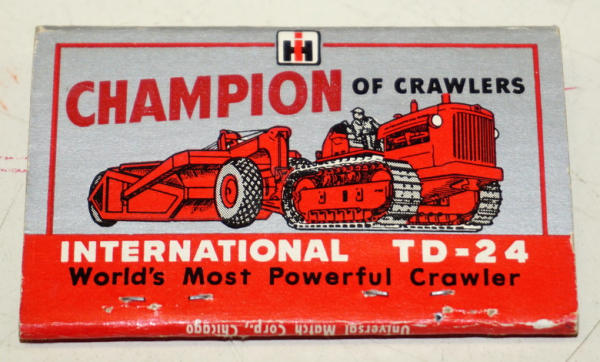 IH
CHAMPION OF CRAWLERS
INTERNATIONAL TD-24
World's Most Powerful Crawler
Universal Match Corp., Chicago